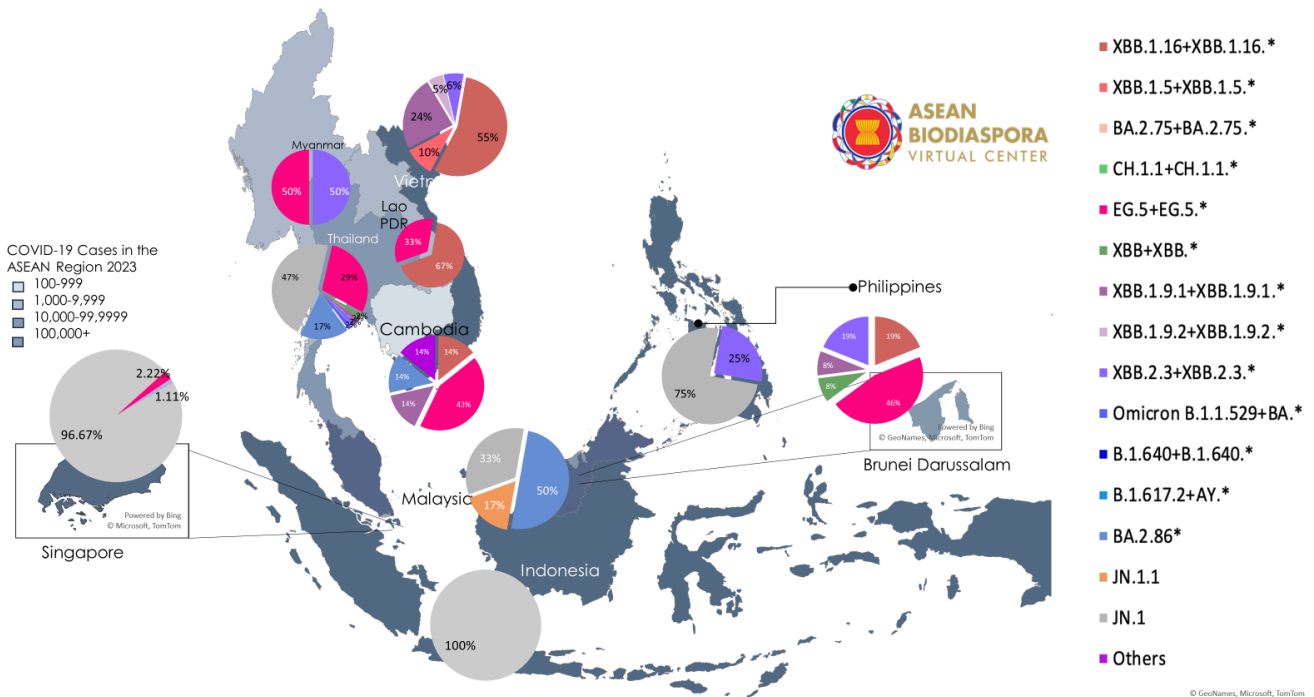 ASEAN
BIODIASPORA
VIRTUAL CENTER
XBB.1.16+XBB.1.16.*
XBB.1.5+XBB.1.5.*
BA.2.75+BA.2.75.*
CH.1.1+CH.1.1.*
EG.5+EG.5.*
XBB+XBB.*
XBB.1.9.1+XBB.1.9.1.*
XBB.1.9.2+XBB.1.9.2.*
XBB.2.3+XBB.2.3.*
Omicron B.1.1.529+BA.*
B.1.640+B.1.640.*
B.1.617.2+AY.*
BA.2.86*
JN.1.1
JN.1
Others
COVID-19 Cases in the
ASEAN Region 2023
100-999
1,000-9,999
10,000-99,9999
100,000+
5%
6%
24%
10%
55%
Myanmar
50%
50%
Lao
PDR
33%
67%
Thailand
47%
29%
17%
Cambodia
14%
14%
14%
14%
43%
2.22%
1.11%
96.67%
Powered by Bing
© Microsoft, TomTom
Singapore
Philippines
25%
75%
19%
19%
8%
8%
46%
Powered by Bing
© GeoNames, Microsoft, TomTom
Brunei Darussalam
Malaysia
33%
50%
17%
Indonesia
100%
© GeoNames, Microsoft, TomTom